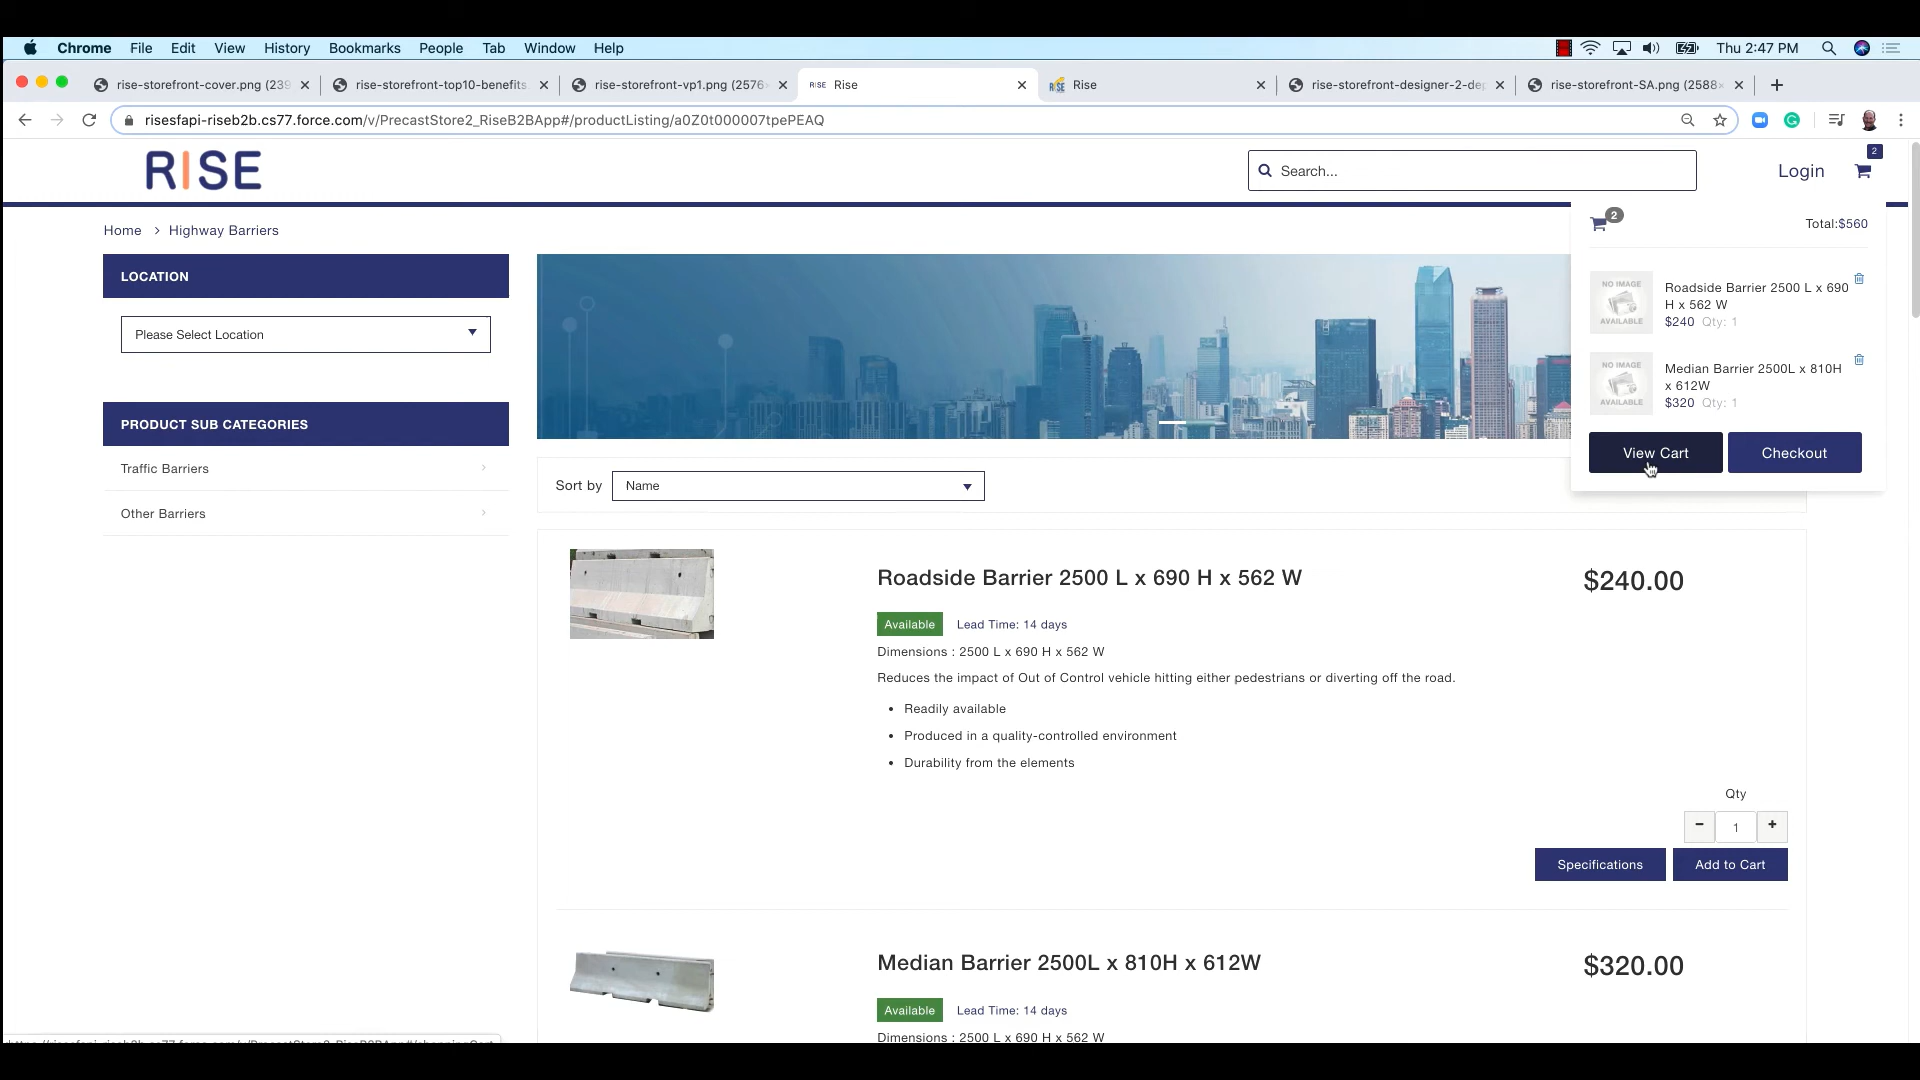 Chrome File Edit View History Bookmarks People Tab Window Help Thu 2:47 PM
rise-storefront-cover.png (239 rise-storefront-top10-benefits. rise-storefront-vp1.png (2576× Rise Rise rise-storefront-designer-2-dep rise-storefront-SA.png (2588×
risesfapi-riseb2b.cs77.force.com/v/PrecastStore2_RiseB2BApp#/productListing/a0Z0t000007tpePEAQ
RISE
Search...
Login
2
Home > Highway Barriers
2
Total:$560
LOCATION
Please Select Location
NO IMAGE AVAILABLE
Roadside Barrier 2500 L x 690
H x 562 W
$240 Qty: 1
NO IMAGE AVAILABLE
Median Barrier 2500L x 810H
x 612W
$320 Qty: 1
View Cart Checkout
PRODUCT SUB CATEGORIES
Traffic Barriers
Other Barriers
Sort by Name
Roadside Barrier 2500 L x 690 H x 562 W
$240.00
Available Lead Time: 14 days
Dimensions : 2500 L x 690 H x 562 W
Reduces the impact of Out of Control vehicle hitting either pedestrians or diverting off the road.
• Readily available
• Produced in a quality-controlled environment
• Durability from the elements
Qty
− 1 +
Specifications Add to Cart
Median Barrier 2500L x 810H x 612W
$320.00
Available Lead Time: 14 days
Dimensions : 2500 L x 690 H x 562 W